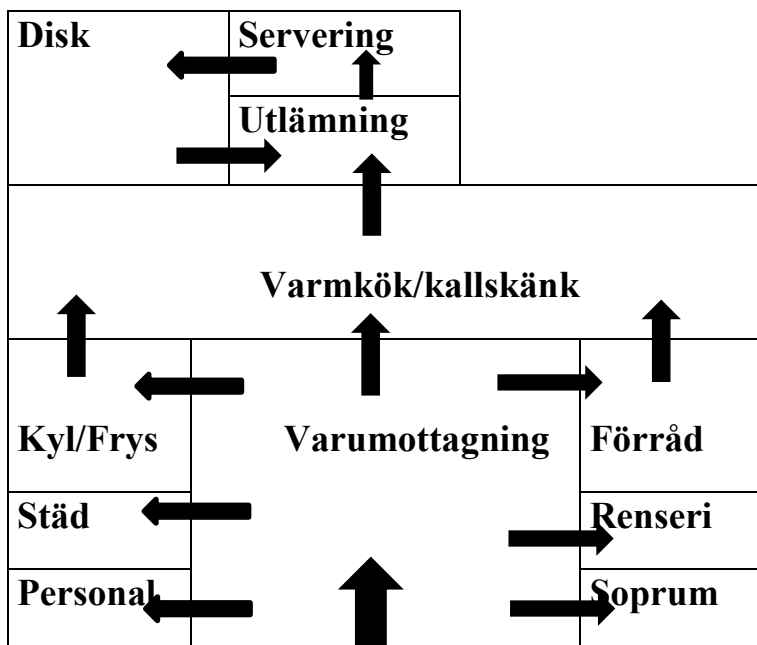 Disk
Servering
Utlämning
Varmkök/kallskänk
Kyl/Frys
Varumottagning
Förråd
Städ
Renseri
Personal
Soprum